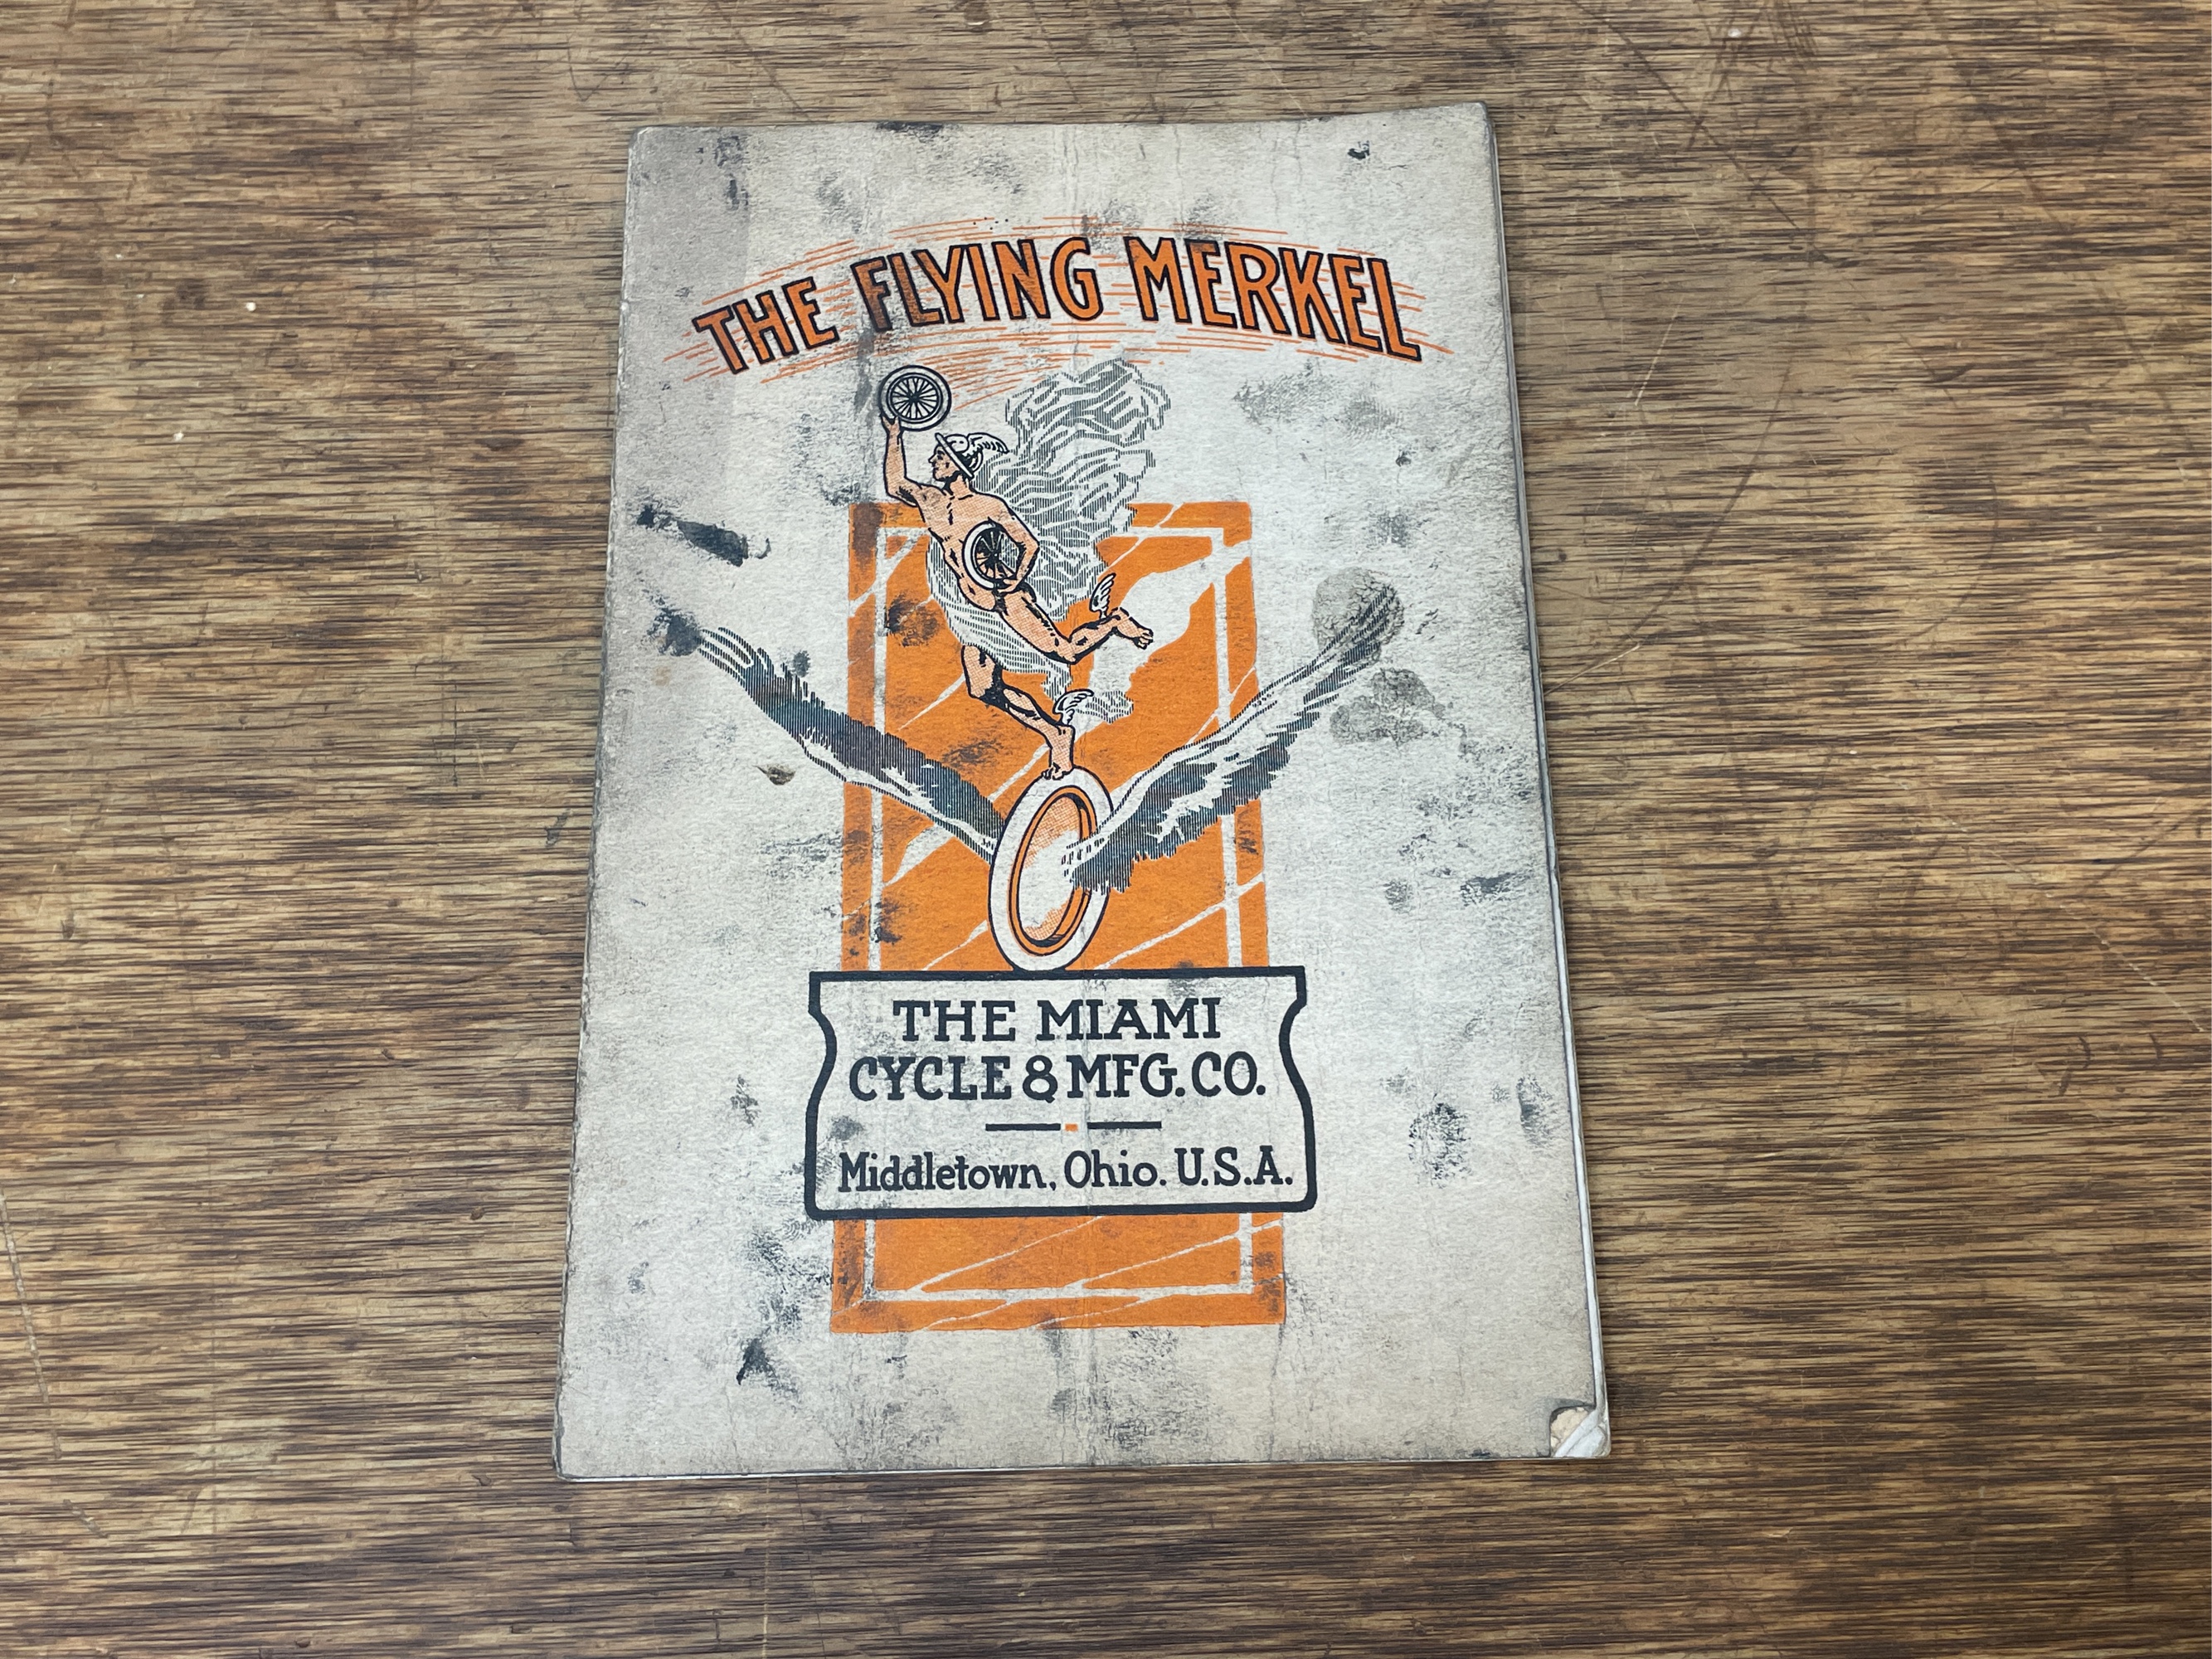 THE FLYING MERKEL
THE MIAMI
CYCLE & MFG. CO.
Middletown, Ohio. U.S.A.